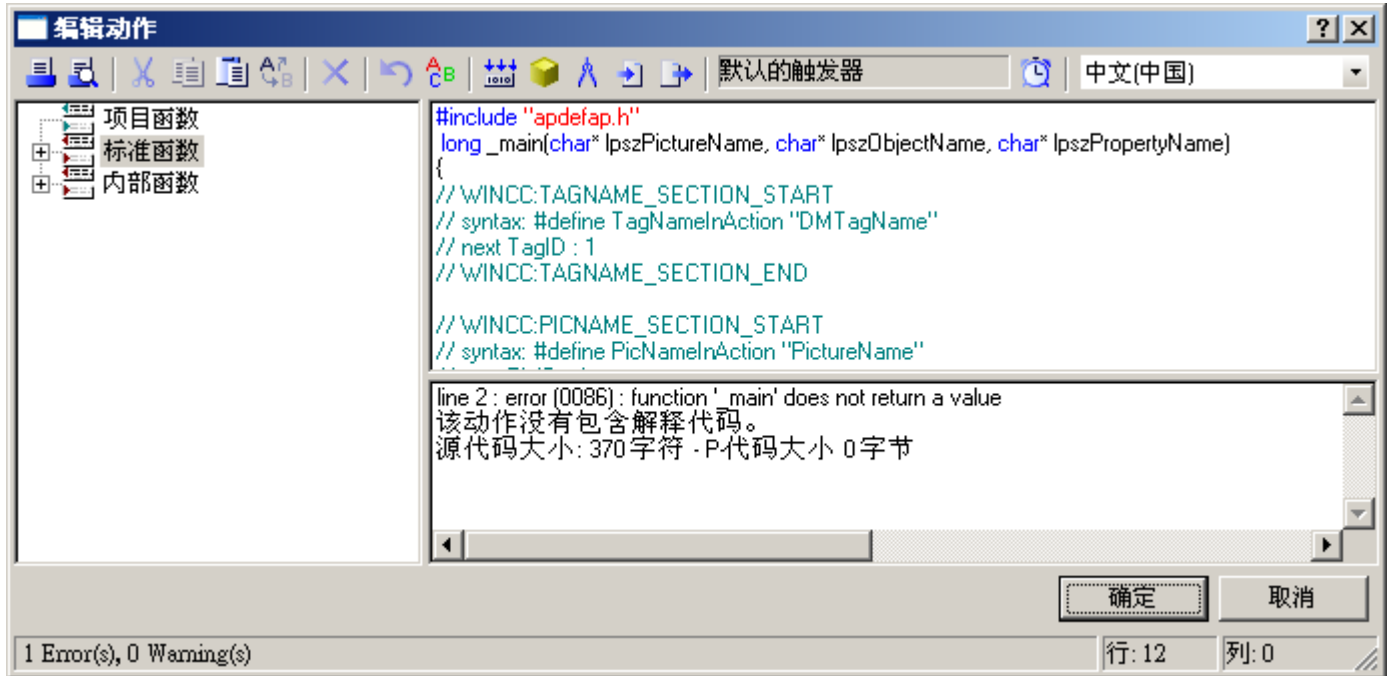 编辑动作
默认的触发器
中文(中国)
项目函数
标准函数
内部函数
#include "apdefap.h"
long _main(char* lpszPictureName, char* lpszObjectName, char* lpszPropertyName)
{
// WINCC:TAGNAME_SECTION_START
// syntax: #define TagNameInAction "DMTagName"
// next TagID : 1
// WINCC:TAGNAME_SECTION_END
// WINCC:PICNAME_SECTION_START
// syntax: #define PicNameInAction "PictureName"
line 2 : error (0086) : function '_main' does not return a value
该动作没有包含解释代码。
源代码大小: 370字符 - P-代码大小 0字节
确定
取消
1 Error(s), 0 Warning(s)
行: 12
列: 0